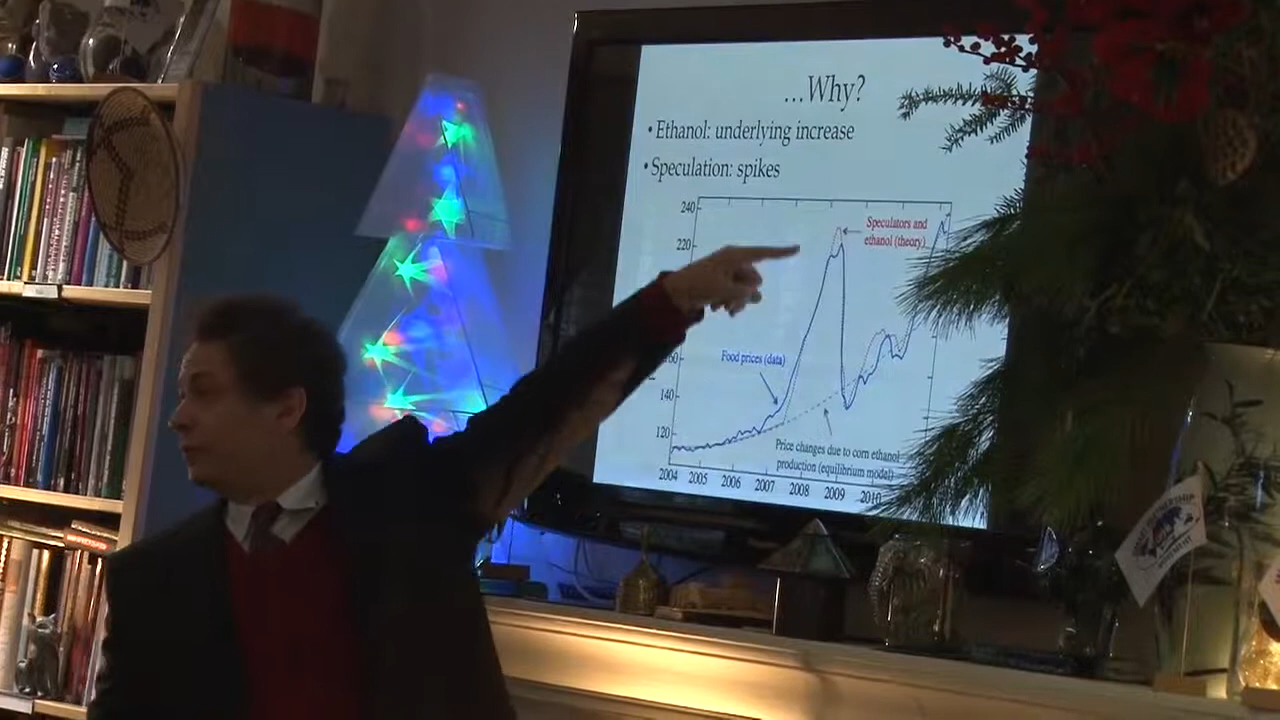 ...Why?
• Ethanol: underlying increase
• Speculation: spikes
240
Speculators and
ethanol (theory)
220
Food prices (data)
140
120
Price changes due to corn ethanol
production (equilibrium model)
2004 2005 2006 2007 2008 2009 2010